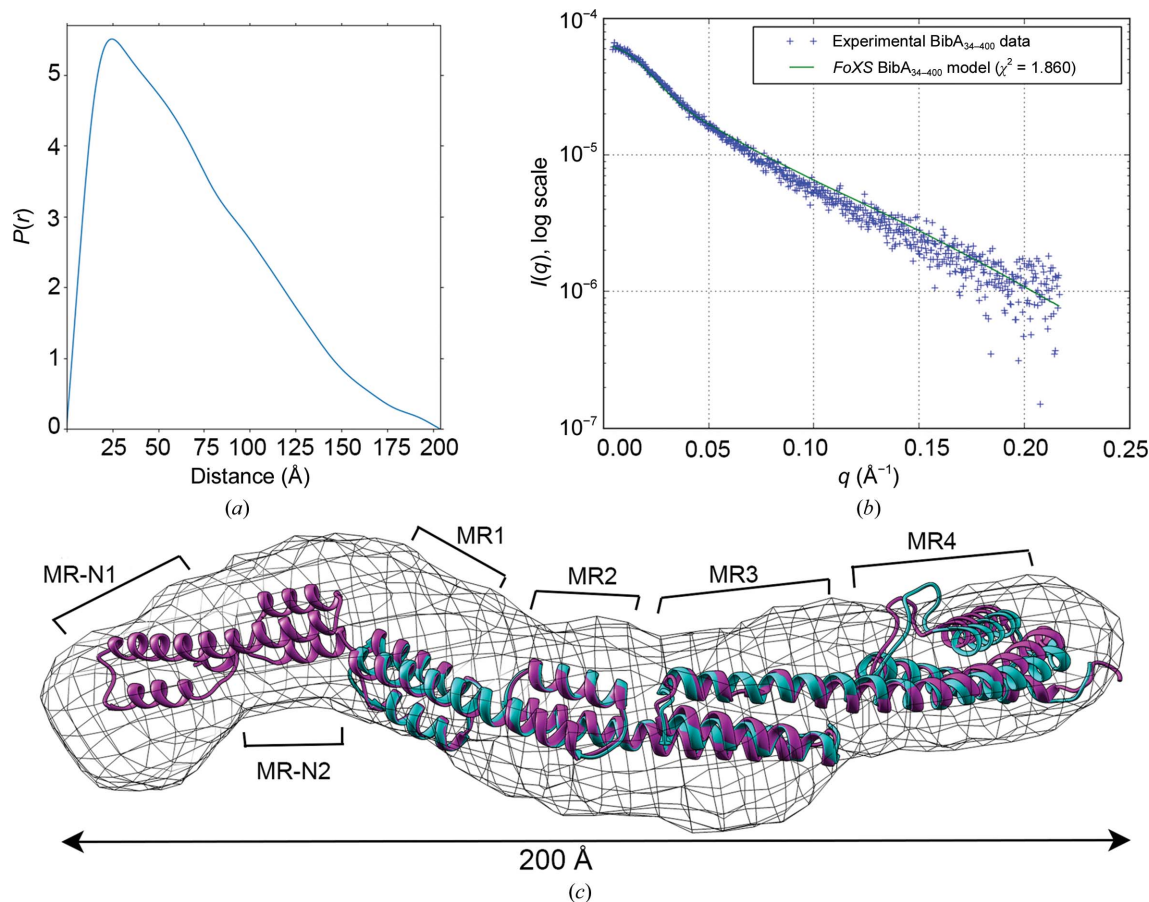 5
4
3
2
1
0
P(r)
25 50 75 100 125 150 175 200
Distance (Å)
(a)
10⁻⁴
10⁻⁵
10⁻⁶
10⁻⁷
I(q), log scale
Experimental BibA₃₄₋₄₀₀ data
FoXS BibA₃₄₋₄₀₀ model (χ² = 1.860)
0.00 0.05 0.10 0.15 0.20 0.25
q (Å⁻¹)
(b)
MR-N1
MR-N2
MR1
MR2
MR3
MR4
200 Å
(c)